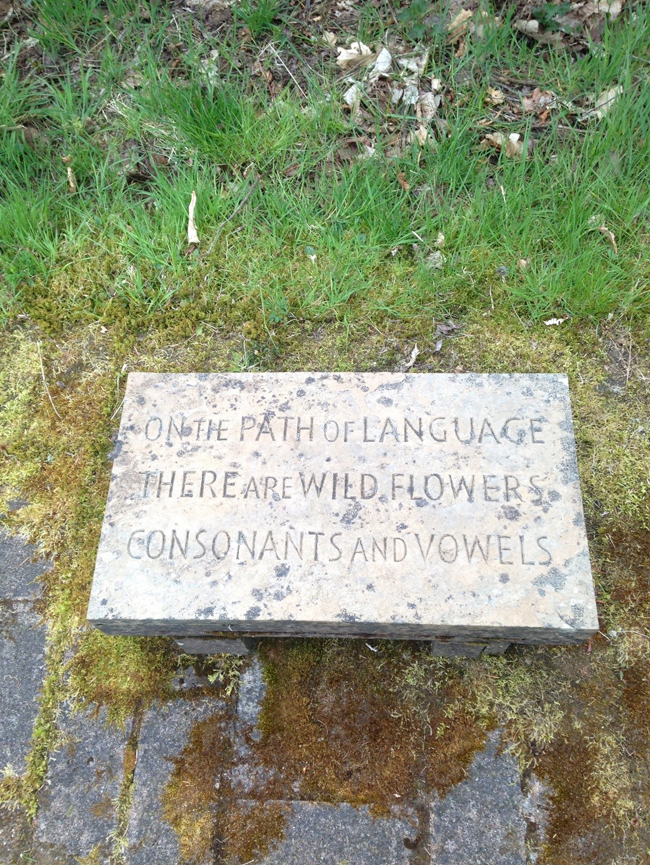 ON THE PATH OF LANGUAGE
THERE ARE WILD FLOWERS
CONSONANTS AND VOWELS